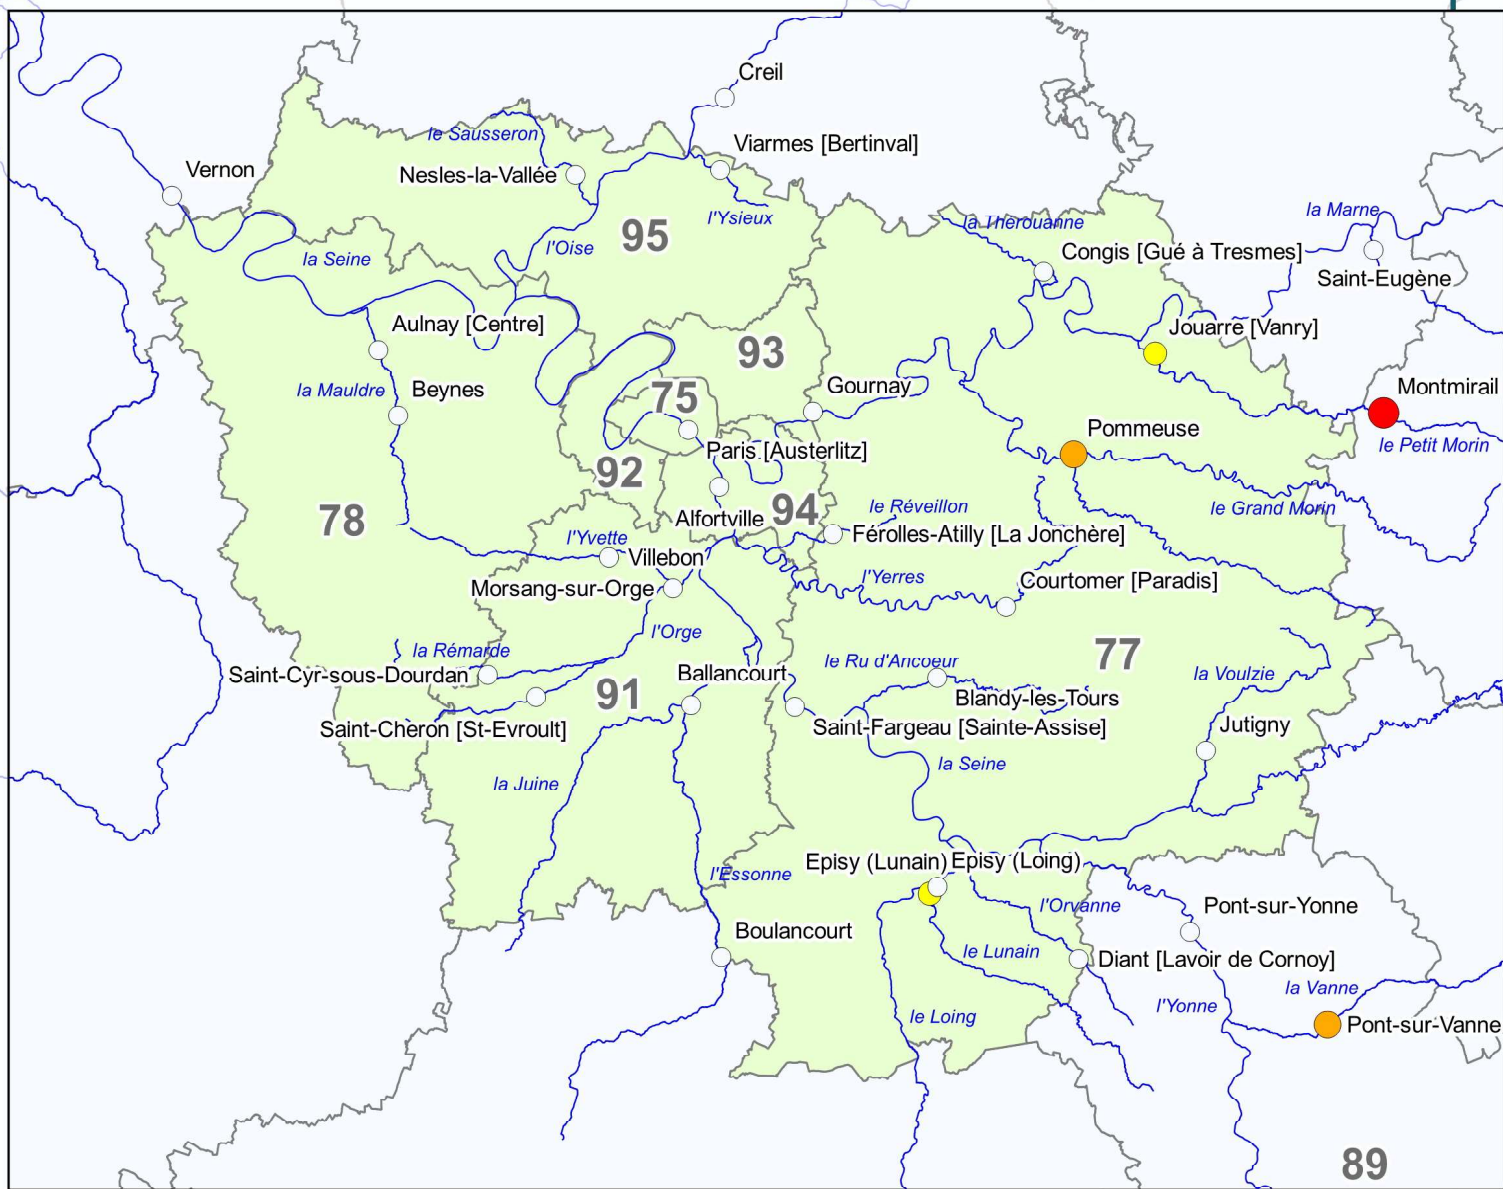 Creil
Viarmes [Bertinval]
le Sausseron
Nesles-la-Vallée
Vernon
l'Ysieux
la Marne
la Thérouanne
95
l'Oise
la Seine
Congis [Gué à Tresmes]
Saint-Eugène
Aulnay [Centre]
Jouarre [Vanry]
93
la Mauldre
Beynes
75
Gournay
Montmirail
Pommeuse
le Petit Morin
Paris [Austerlitz]
92
78
Alfortville
94
le Réveillon
le Grand Morin
l'Yvette
Férolles-Atilly [La Jonchère]
Villebon
Morsang-sur-Orge
l'Yerres
Courtomer [Paradis]
l'Orge
la Rémarde
77
Saint-Cyr-sous-Dourdan
Ballancourt
le Ru d'Ancoeur
la Voulzie
91
Blandy-les-Tours
Saint-Cheron [St-Evroult]
Saint-Fargeau [Sainte-Assise]
Jutigny
la Juine
la Seine
l'Essonne
Episy (Lunain)
Episy (Loing)
l'Orvanne
Pont-sur-Yonne
Boulancourt
le Lunain
Diant [Lavoir de Cornoy]
la Vanne
l'Yonne
le Loing
Pont-sur-Vanne
89